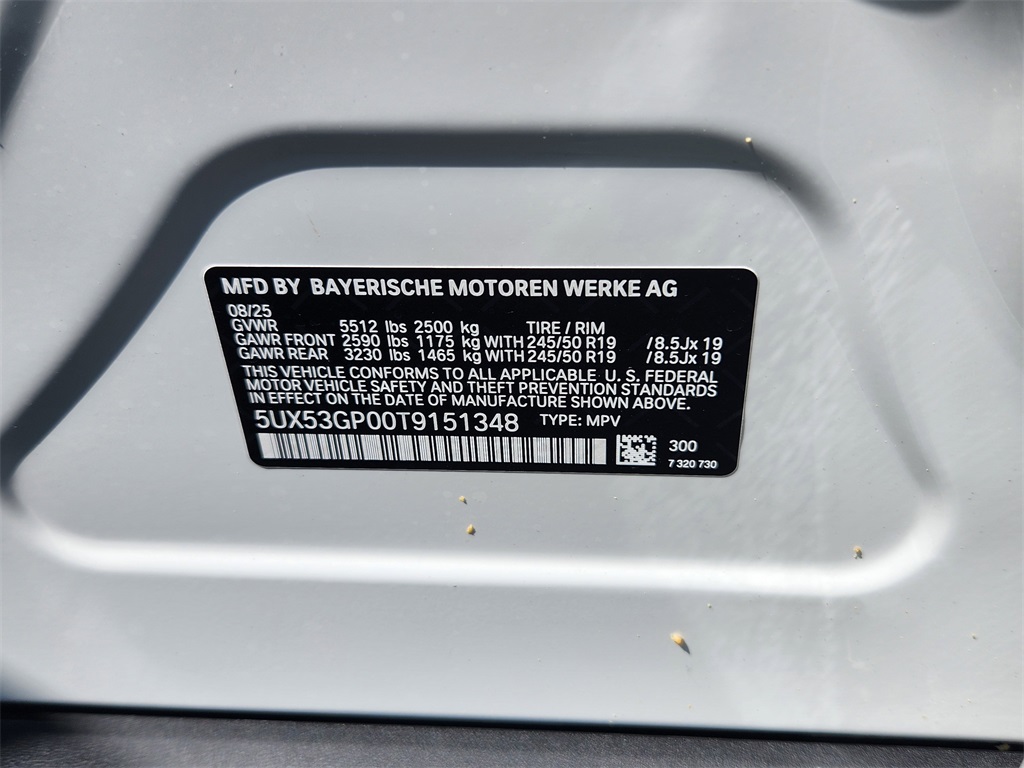 MFD BY BAYERISCHE MOTOREN WERKE AG
08/25
GVWR 5512 lbs 2500 kg TIRE / RIM
GAWR FRONT 2590 lbs 1175 kg WITH 245/50 R19 /8.5Jx 19
GAWR REAR 3230 lbs 1465 kg WITH 245/50 R19 /8.5Jx 19
THIS VEHICLE CONFORMS TO ALL APPLICABLE U. S. FEDERAL
MOTOR VEHICLE SAFETY AND THEFT PREVENTION STANDARDS
IN EFFECT ON THE DATE OF MANUFACTURE SHOWN ABOVE.
5UX53GP00T9151348 TYPE: MPV
300
7 320 730